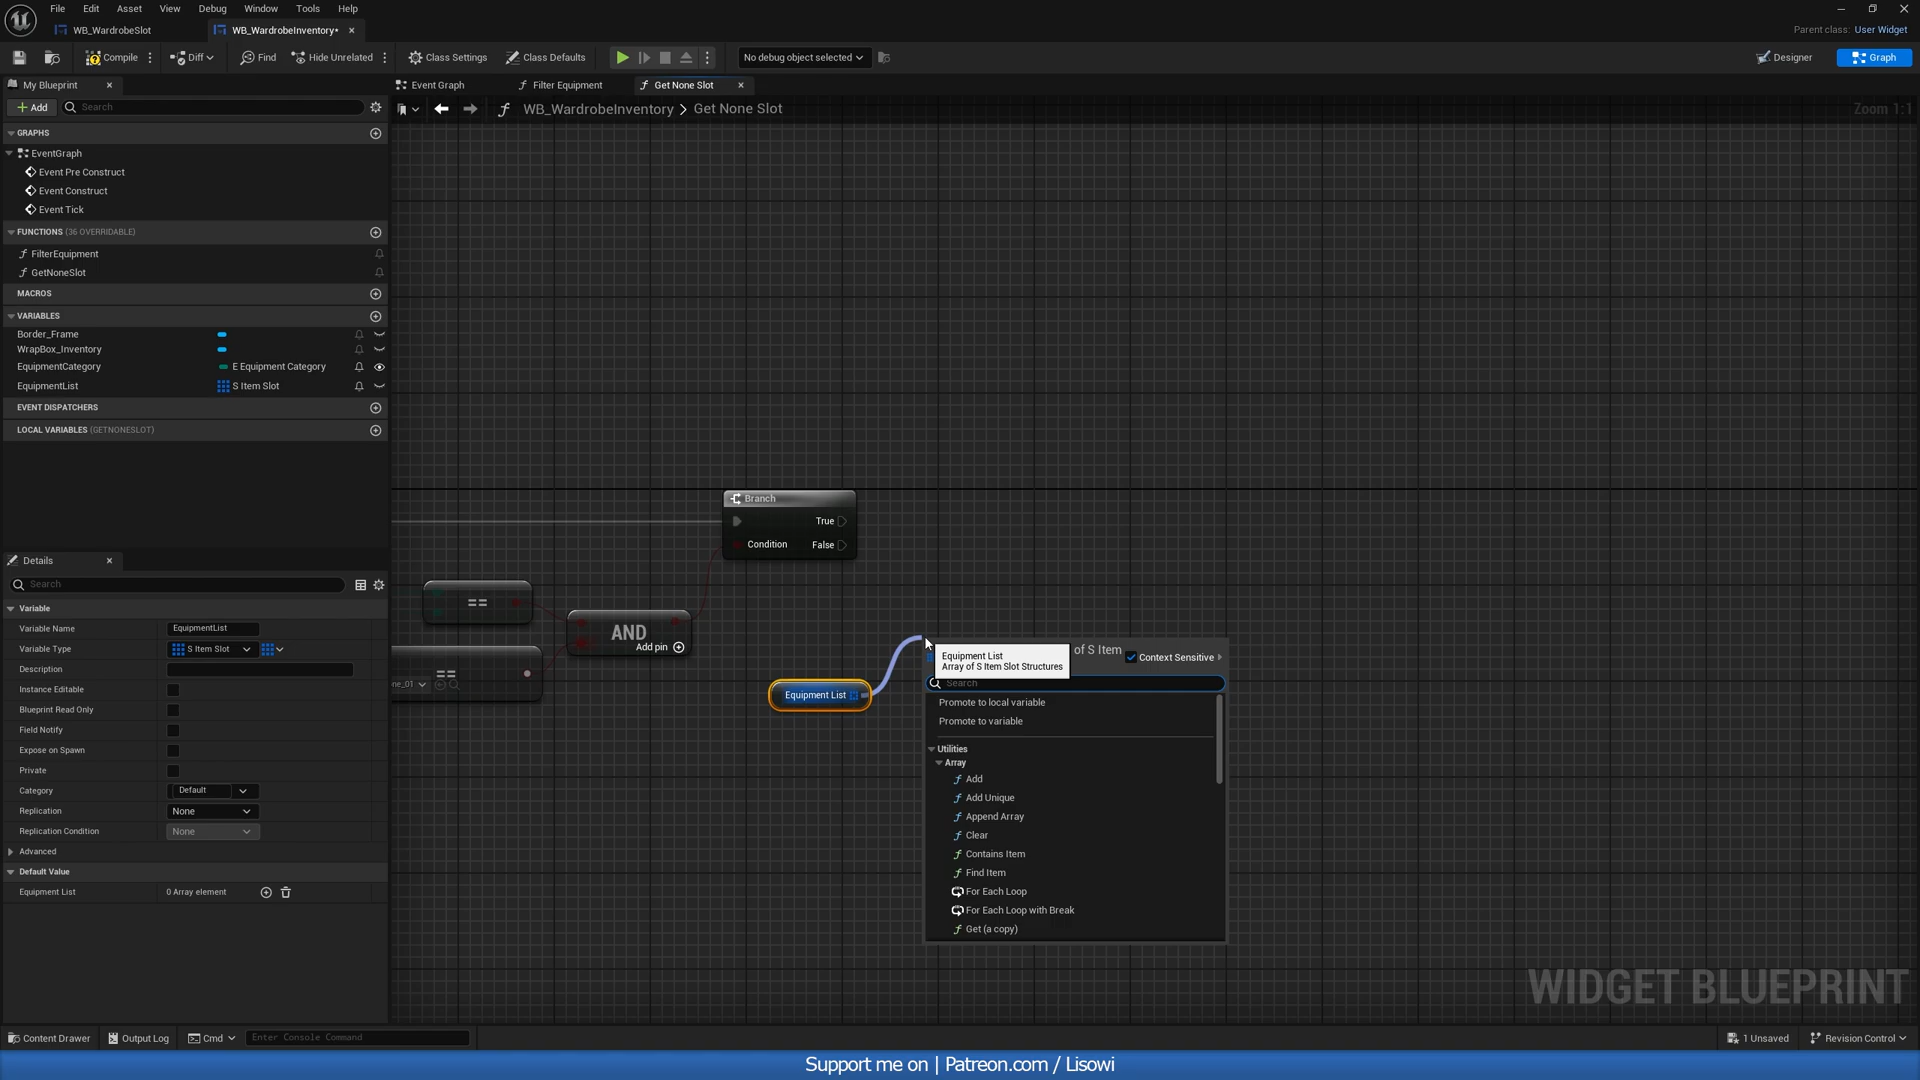 File Edit Asset View Debug Window Tools Help
WB_WardrobeSlot
WB_WardrobeInventory*
Parent class: User Widget
Compile
Diff
Find
Hide Unrelated
Class Settings
Class Defaults
No debug object selected
Designer
Graph
My Blueprint
Event Graph
Filter Equipment
Get None Slot
Add
Search
WB_WardrobeInventory > Get None Slot
Zoom 1:1
GRAPHS
EventGraph
Event Pre Construct
Event Construct
Event Tick
FUNCTIONS (36 OVERRIDABLE)
FilterEquipment
GetNoneSlot
MACROS
VARIABLES
Border_Frame
WrapBox_Inventory
EquipmentCategory E Equipment Category
EquipmentList S Item Slot
EVENT DISPATCHERS
LOCAL VARIABLES (GETNONESLOT)
Branch
True
Condition False
==
AND
Add pin
==
ne_01
Equipment List
Equipment List
Array of S Item Slot Structures
of S Item
Context Sensitive
Search
Promote to local variable
Promote to variable
Utilities
Array
Add
Add Unique
Append Array
Clear
Contains Item
Find Item
For Each Loop
For Each Loop with Break
Get (a copy)
Details
Search
Variable
Variable Name EquipmentList
Variable Type S Item Slot
Description
Instance Editable
Blueprint Read Only
Field Notify
Expose on Spawn
Private
Category Default
Replication None
Replication Condition None
Advanced
Default Value
Equipment List 0 Array element
WIDGET BLUEPRINT
Content Drawer
Output Log
Cmd
Enter Console Command
1 Unsaved
Revision Control
Support me on | Patreon.com / Lisowi